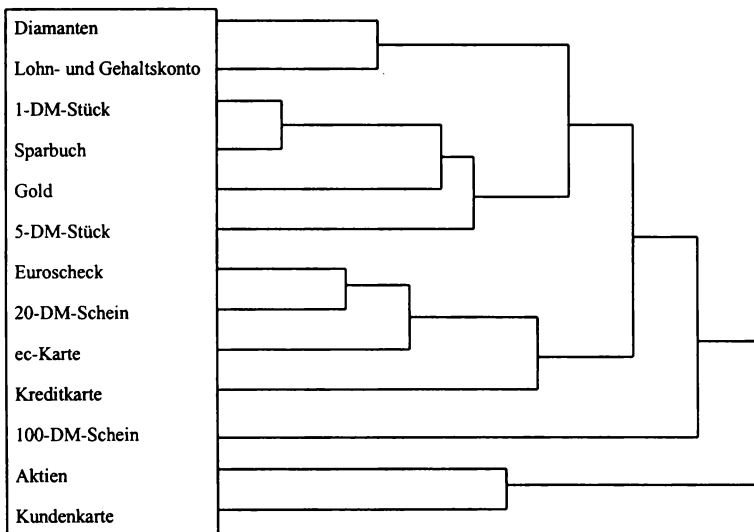 Diamanten
Lohn- und Gehaltskonto
1-DM-Stück
Sparbuch
Gold
5-DM-Stück
Euroscheck
20-DM-Schein
ec-Karte
Kreditkarte
100-DM-Schein
Aktien
Kundenkarte